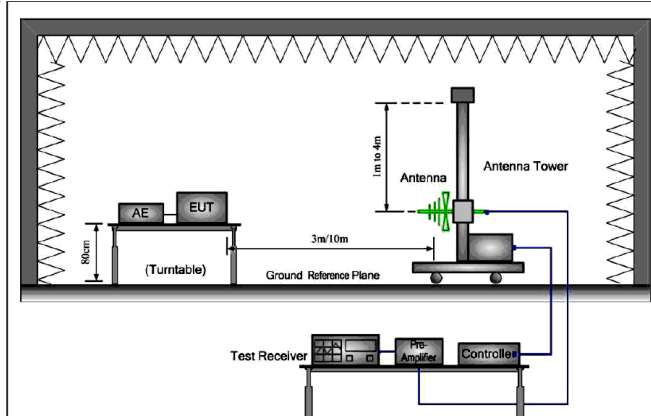 1m to 4m
Antenna Tower
Antenna
AE
EUT
3m/10m
80cm
(Turntable)
Ground Reference Plane
Test Receiver
Pre-
Amplifier
Controlle